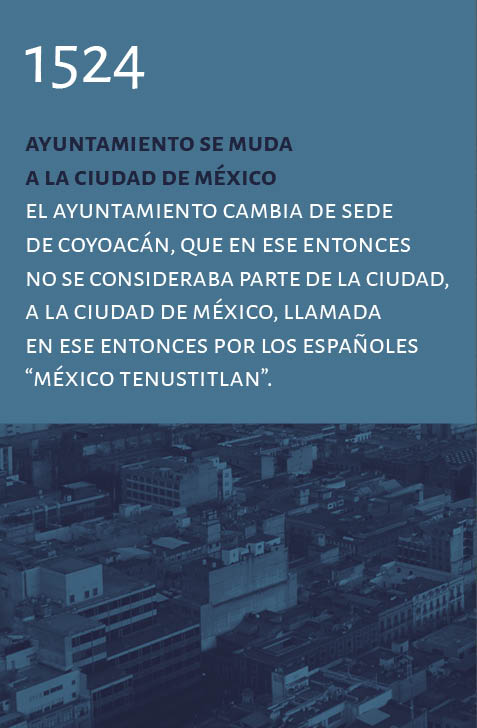 1524
AYUNTAMIENTO SE MUDA
A LA CIUDAD DE MÉXICO
EL AYUNTAMIENTO CAMBIA DE SEDE
DE COYOACÁN, QUE EN ESE ENTONCES
NO SE CONSIDERABA PARTE DE LA CIUDAD,
A LA CIUDAD DE MÉXICO, LLAMADA
EN ESE ENTONCES POR LOS ESPAÑOLES
“MÉXICO TENUSTITLAN”.